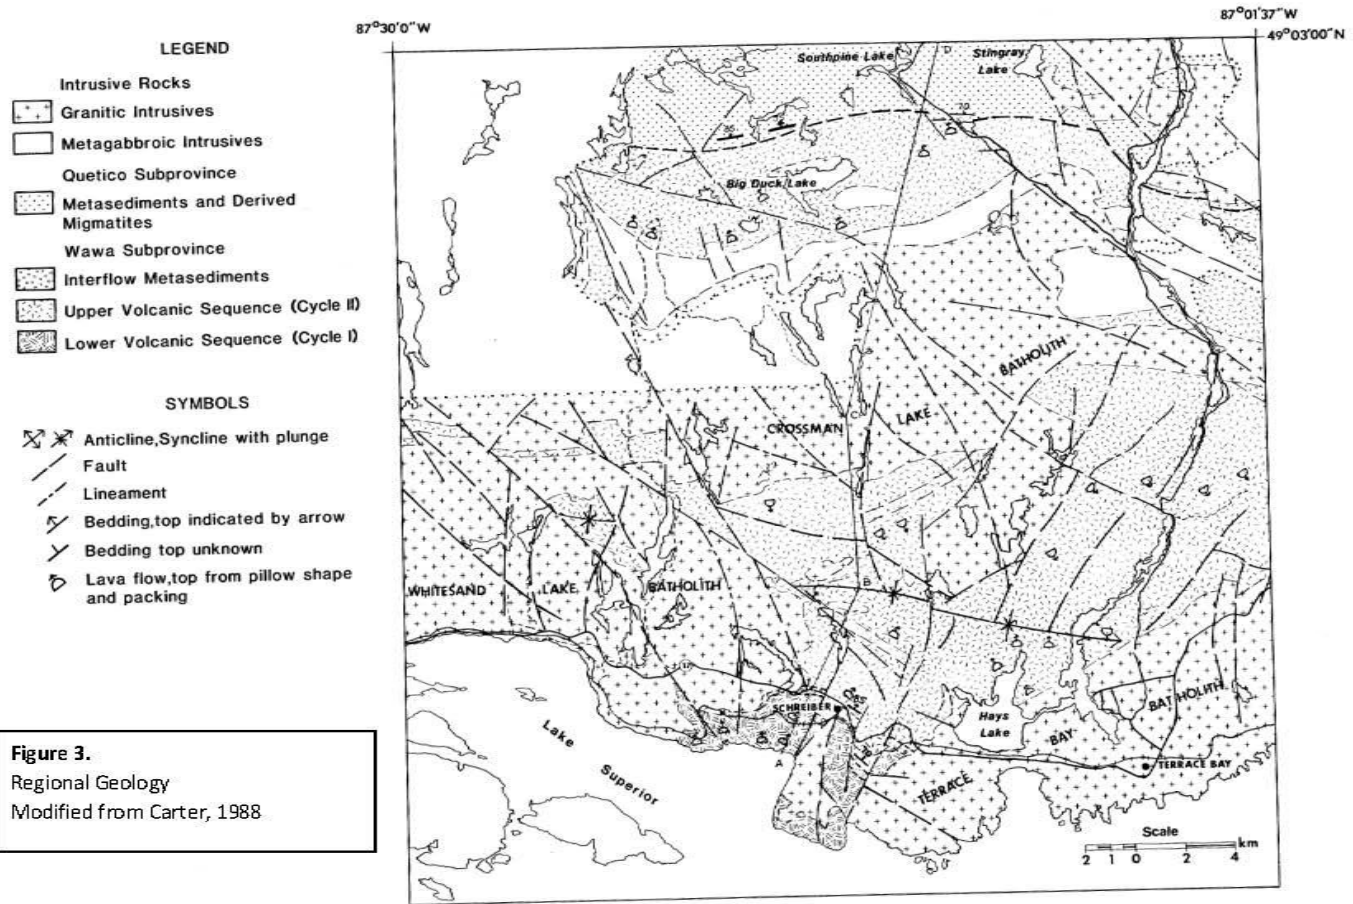 87°30'0"W
87°01'37"W
49°03'00"N
LEGEND
Intrusive Rocks
Granitic Intrusives
Metagabbroic Intrusives
Quetico Subprovince
Metasediments and Derived
Migmatites
Wawa Subprovince
Interflow Metasediments
Upper Volcanic Sequence (Cycle II)
Lower Volcanic Sequence (Cycle I)
SYMBOLS
Anticline,Syncline with plunge
Fault
Lineament
Bedding,top indicated by arrow
Bedding top unknown
Lava flow,top from pillow shape
and packing
Figure 3.
Regional Geology
Modified from Carter, 1988
Southpine Lake
D
Stingray
Lake
70
Big Duck Lake
BATHOLITH
LAKE
C
CROSSMAN
B
WHITESAND
LAKE
BATHOLITH
17
SCHREIBER
85
A
Hays
Lake
BATHOLITH
BAY
TERRACE
TERRACE BAY
Lake
Superior
Scale
2 1 0 2 4 km